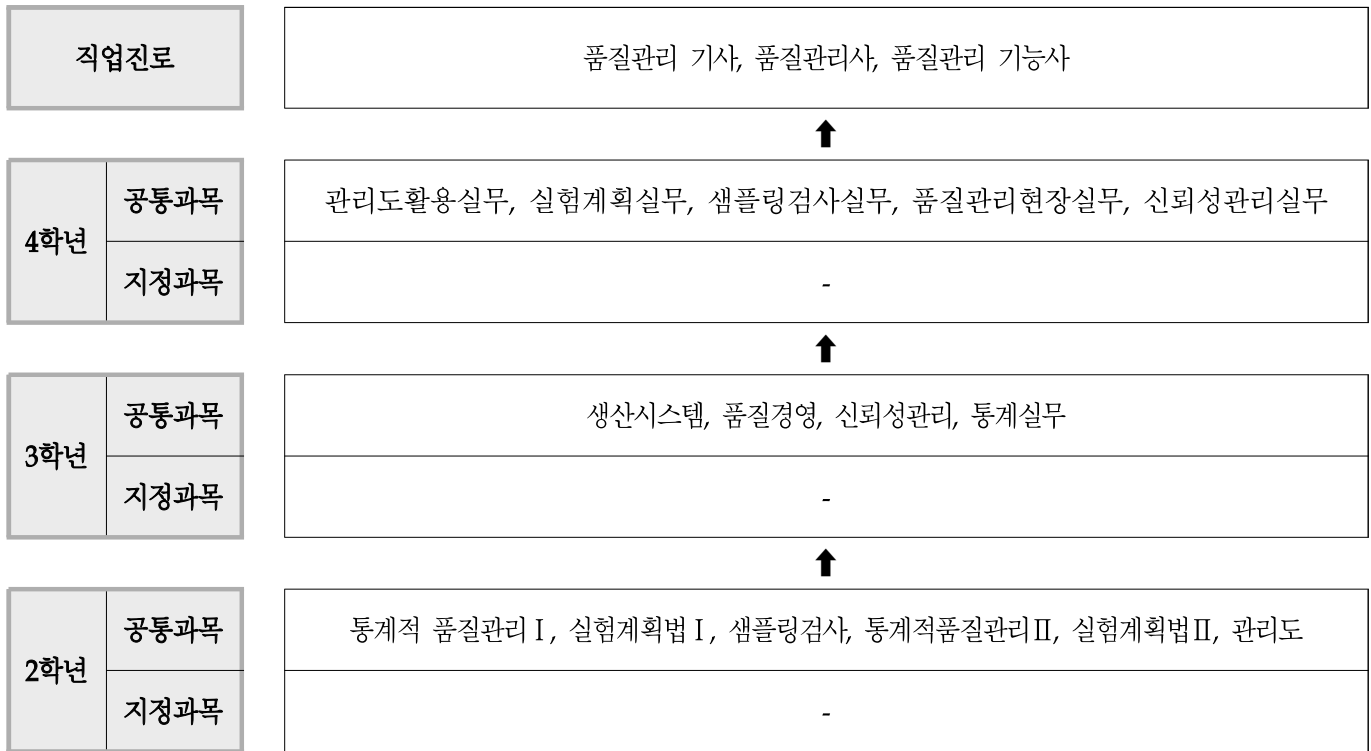 직업진로
품질관리 기사, 품질관리사, 품질관리 기능사
4학년
공통과목
관리도활용실무, 실험계획실무, 샘플링검사실무, 품질관리현장실무, 신뢰성관리실무
지정과목
-
3학년
공통과목
생산시스템, 품질경영, 신뢰성관리, 통계실무
지정과목
-
2학년
공통과목
통계적 품질관리Ⅰ, 실험계획법Ⅰ, 샘플링검사, 통계적품질관리Ⅱ, 실험계획법Ⅱ, 관리도
지정과목
-